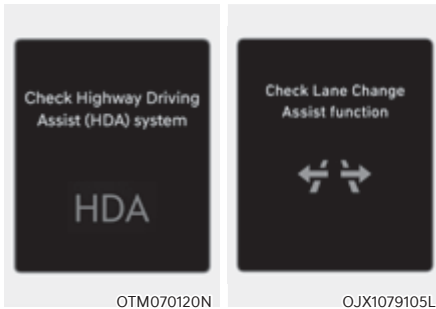 Check Highway Driving
Assist (HDA) system
HDA
OTM070120N
Check Lane Change
Assist function
OJX1079105L